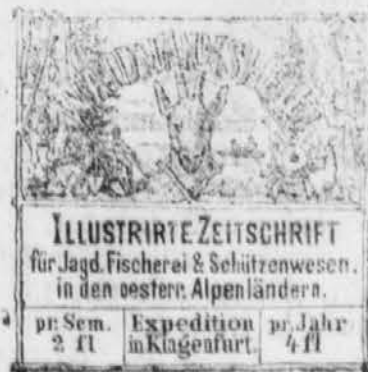 WAIDMANNSHEIL
ILLUSTRIRTE ZEITSCHRIFT
für Jagd, Fischerei & Schützenwesen,
in den oesterr. Alpenländern.
pr. Sem. 2 fl
Expedition in Klagenfurt.
pr. Jahr 4 fl